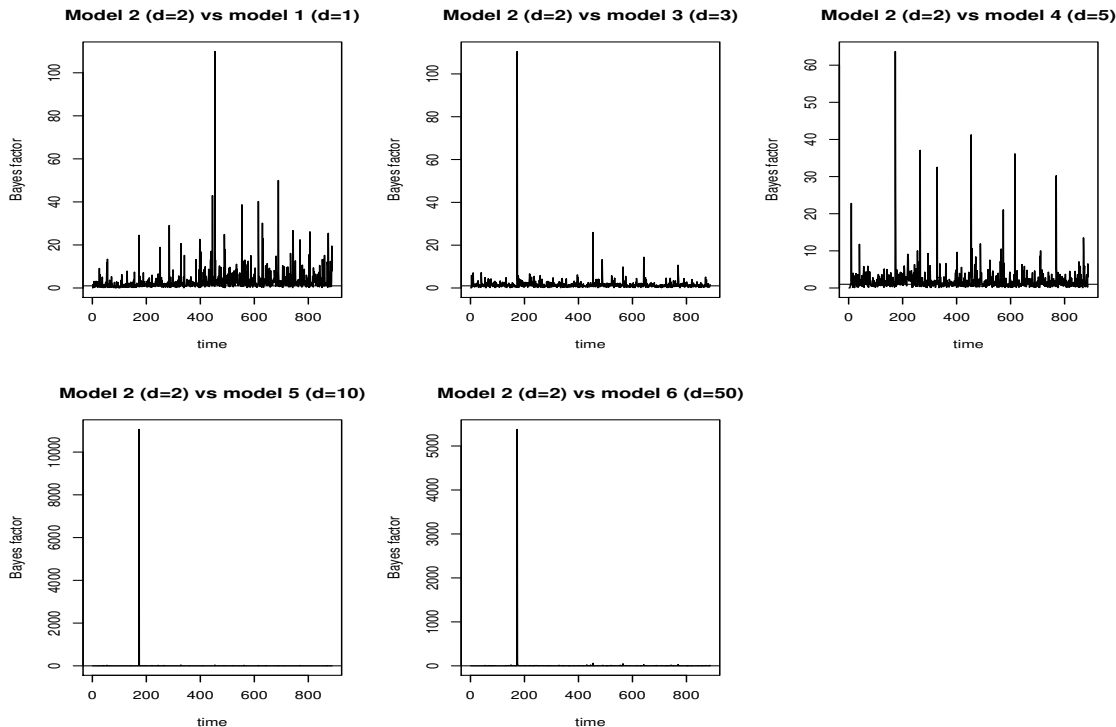 Model 2 (d=2) vs model 1 (d=1)
Bayes factor
0 20 40 60 80 100
0 200 400 600 800
time
Model 2 (d=2) vs model 3 (d=3)
Bayes factor
0 20 40 60 80 100
0 200 400 600 800
time
Model 2 (d=2) vs model 4 (d=5)
Bayes factor
0 10 20 30 40 50 60
0 200 400 600 800
time
Model 2 (d=2) vs model 5 (d=10)
Bayes factor
0 2000 4000 6000 8000 10000
0 200 400 600 800
time
Model 2 (d=2) vs model 6 (d=50)
Bayes factor
0 1000 2000 3000 4000 5000
0 200 400 600 800
time